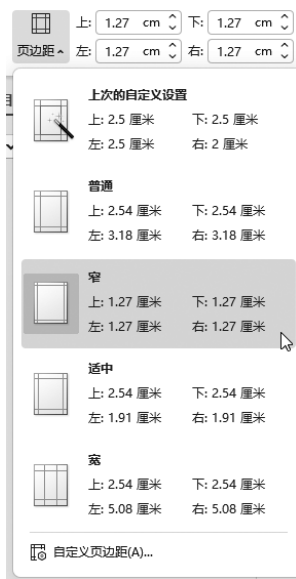 上: 1.27 cm 下: 1.27 cm
页边距 左: 1.27 cm 右: 1.27 cm
上次的自定义设置
上: 2.5 厘米 下: 2.5 厘米
左: 2.5 厘米 右: 2 厘米
普通
上: 2.54 厘米 下: 2.54 厘米
左: 3.18 厘米 右: 3.18 厘米
窄
上: 1.27 厘米 下: 1.27 厘米
左: 1.27 厘米 右: 1.27 厘米
适中
上: 2.54 厘米 下: 2.54 厘米
左: 1.91 厘米 右: 1.91 厘米
宽
上: 2.54 厘米 下: 2.54 厘米
左: 5.08 厘米 右: 5.08 厘米
自定义页边距(A)...